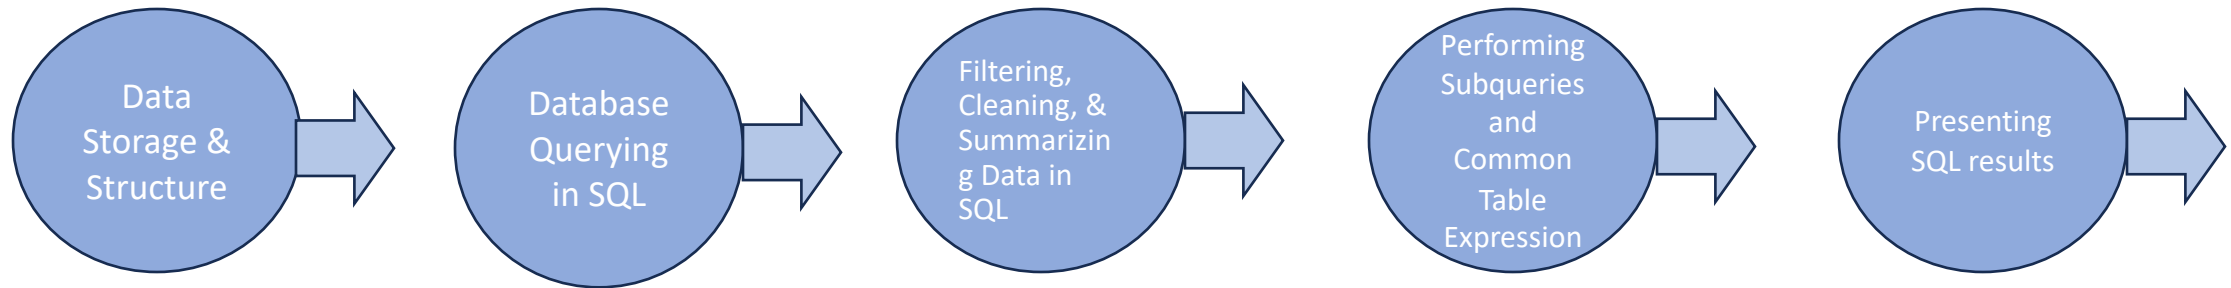 Data
Storage &
Structure
Database
Querying
in SQL
Filtering,
Cleaning, &
Summarizin
g Data in
SQL
Performing
Subqueries
and
Common
Table
Expression
Presenting
SQL results